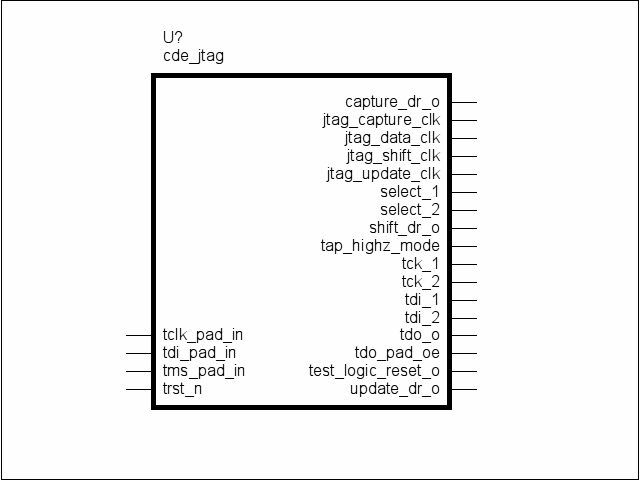 U?
cde_jtag
capture_dr_o
jtag_capture_clk
jtag_data_clk
jtag_shift_clk
jtag_update_clk
select_1
select_2
shift_dr_o
tap_highz_mode
tck_1
tck_2
tdi_1
tdi_2
tclk_pad_in tdo_o
tdi_pad_in tdo_pad_oe
tms_pad_in test_logic_reset_o
trst_n update_dr_o